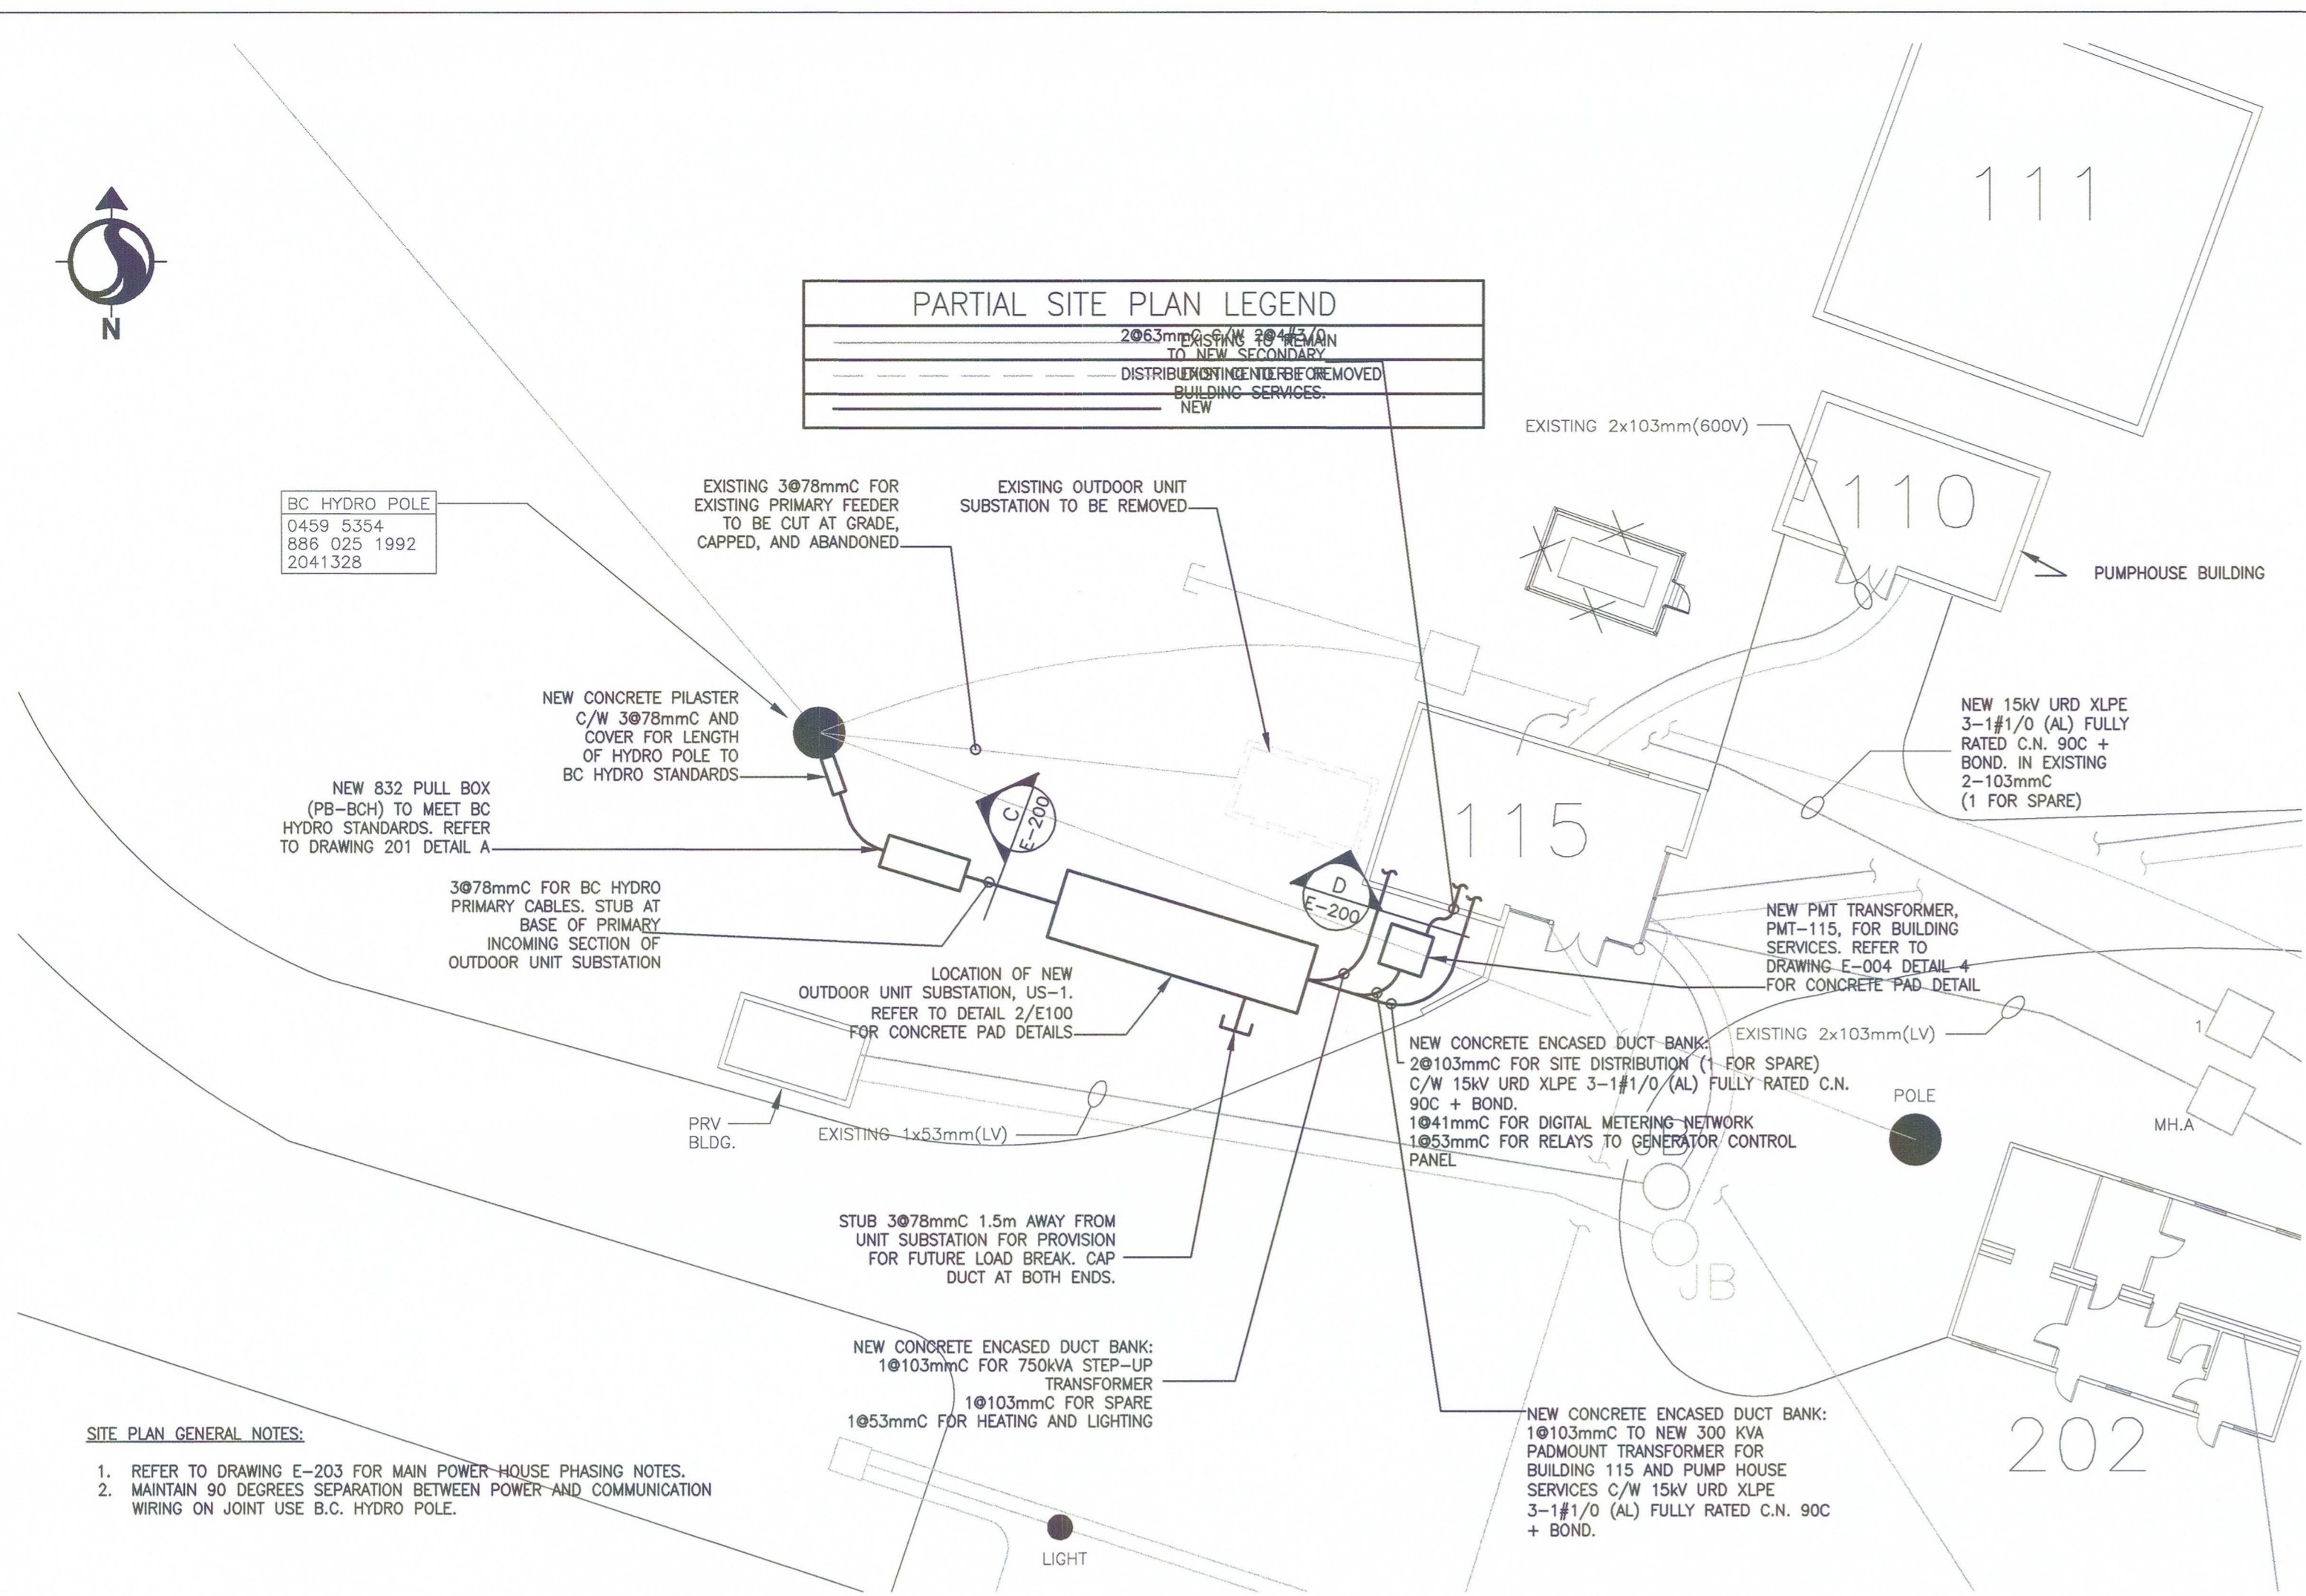 N
PARTIAL SITE PLAN LEGEND
EXISTING TO REMAIN
EXISTING TO BE REMOVED
NEW
2@63mmC C/W 2@4#3/0
TO NEW SECONDARY
DISTRIBUTION CENTER FOR
BUILDING SERVICES.
111
EXISTING 2x103mm(600V)
110
PUMPHOUSE BUILDING
BC HYDRO POLE
0459 5354
886 025 1992
2041328
EXISTING 3@78mmC FOR
EXISTING PRIMARY FEEDER
TO BE CUT AT GRADE,
CAPPED, AND ABANDONED
EXISTING OUTDOOR UNIT
SUBSTATION TO BE REMOVED
NEW CONCRETE PILASTER
C/W 3@78mmC AND
COVER FOR LENGTH
OF HYDRO POLE TO
BC HYDRO STANDARDS
NEW 832 PULL BOX
(PB-BCH) TO MEET BC
HYDRO STANDARDS. REFER
TO DRAWING 201 DETAIL A
C
E-200
3@78mmC FOR BC HYDRO
PRIMARY CABLES. STUB AT
BASE OF PRIMARY
INCOMING SECTION OF
OUTDOOR UNIT SUBSTATION
115
D
E-200
NEW 15kV URD XLPE
3-1#1/0 (AL) FULLY
RATED C.N. 90C +
BOND. IN EXISTING
2-103mmC
(1 FOR SPARE)
NEW PMT TRANSFORMER,
PMT-115, FOR BUILDING
SERVICES. REFER TO
DRAWING E-004 DETAIL 4
FOR CONCRETE PAD DETAIL
LOCATION OF NEW
OUTDOOR UNIT SUBSTATION, US-1.
REFER TO DETAIL 2/E100
FOR CONCRETE PAD DETAILS
EXISTING 2x103mm(LV)
1
NEW CONCRETE ENCASED DUCT BANK:
2@103mmC FOR SITE DISTRIBUTION (1 FOR SPARE)
C/W 15kV URD XLPE 3-1#1/0 (AL) FULLY RATED C.N.
90C + BOND.
1@41mmC FOR DIGITAL METERING NETWORK
1@53mmC FOR RELAYS TO GENERATOR CONTROL
PANEL
POLE
MH.A
PRV
BLDG.
EXISTING 1x53mm(LV)
JB
JB
STUB 3@78mmC 1.5m AWAY FROM
UNIT SUBSTATION FOR PROVISION
FOR FUTURE LOAD BREAK. CAP
DUCT AT BOTH ENDS.
NEW CONCRETE ENCASED DUCT BANK:
1@103mmC FOR 750kVA STEP-UP
TRANSFORMER
1@103mmC FOR SPARE
1@53mmC FOR HEATING AND LIGHTING
NEW CONCRETE ENCASED DUCT BANK:
1@103mmC TO NEW 300 KVA
PADMOUNT TRANSFORMER FOR
BUILDING 115 AND PUMP HOUSE
SERVICES C/W 15kV URD XLPE
3-1#1/0 (AL) FULLY RATED C.N. 90C
+ BOND.
202
SITE PLAN GENERAL NOTES:
1. REFER TO DRAWING E-203 FOR MAIN POWER HOUSE PHASING NOTES.
2. MAINTAIN 90 DEGREES SEPARATION BETWEEN POWER AND COMMUNICATION
WIRING ON JOINT USE B.C. HYDRO POLE.
LIGHT